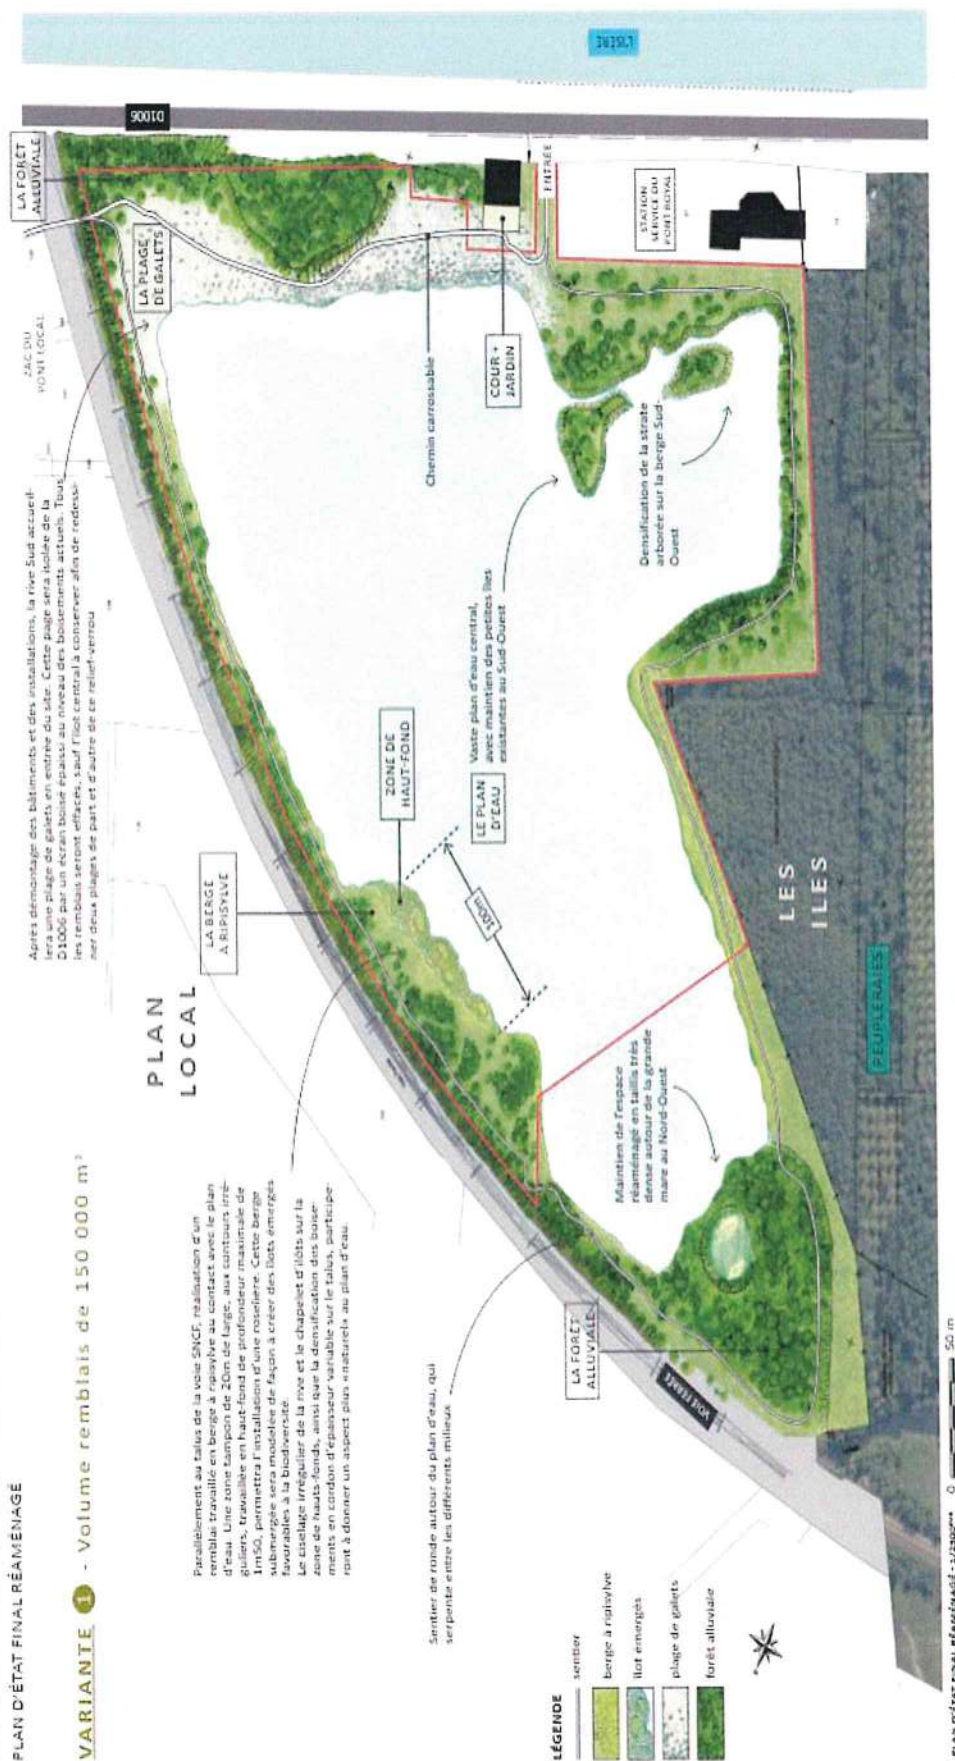 PLAN D'ÉTAT FINAL RÉAMÉNAGÉ
VARIANTE 1 - Volume remblais de 150 000 m³
Après démontage des bâtiments et des installations, la rive Sud accueil-
lera une plage de galets en entrée du site. Cette page sera isolée de la
D1006 par un écran boisé épaissi au niveau des boisements actuels. Tous
les remblais seront effacés, sauf l'îlot central à conserver afin de redessi-
ner deux plages de part et d'autre de ce relief-verrou
Parallèlement au talus de la voie SNCF, réalisation d'un
remblai travaillé en berge à ripisylve au contact avec le plan
d'eau. Une zone tampon de 20m de large, aux contours irré-
guliers, travaillée en haut-fond de profondeur maximale de
1m50, permettra l'installation d'une roselière. Cette berge
submergée sera modelée de façon à créer des îlots émergés
favorables à la biodiversité.
Le ciselage irrégulier de la rive et le chapelet d'îlots sur la
zone de hauts-fonds, ainsi que la densification des boise-
ments en cordon d'épaisseur variable sur le talus, participe-
ront à donner un aspect plus «naturel» au plan d'eau.
Sentier de ronde autour du plan d'eau, qui
serpente entre les différents milieux
PLAN
LOCAL
ZAC DU
PONT LOCAL
LA FORÊT
ALLUVIALE
D1006
L'ISÈRE
LA PLAGE
DE GALETS
LA BERGE
A RIPISYLVE
ZONE DE
HAUT-FOND
100m
Chemin carrossable
COUR +
JARDIN
ENTRÉE
STATION
SERVICE DU
PONT ROYAL
LE PLAN
D'EAU
Vaste plan d'eau central,
avec maintien des petites îles
existantes au Sud-Ouest
Densification de la strate
arborée sur la berge Sud-
Ouest
Maintien de l'espace
réaménagé en taillis très
dense autour de la grande
mare au Nord-Ouest
LES
ILES
PEUPLERAIES
LA FORÊT
ALLUVIALE
VOIE FERRÉE
LÉGENDE
sentier
berge à ripisylve
îlot émergés
plage de galets
forêt alluviale
PLAN D'ÉTAT FINAL RÉAMÉNAGÉ
0
50 m